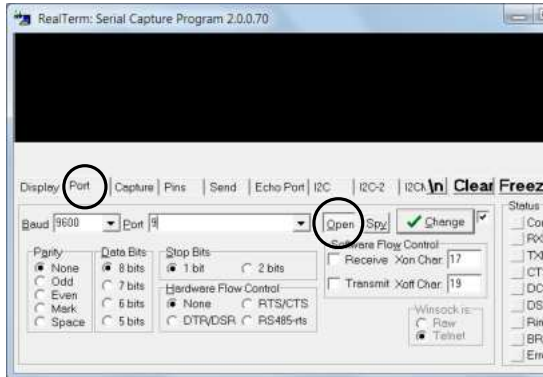 RealTerm: Serial Capture Program 2.0.0.70
Display Port Capture Pins Send Echo Port I2C I2C-2 I2CM \n Clear Freez
Status
Baud 9600 Port 9 Open Spy Change
Parity
None
Odd
Even
Mark
Space
Data Bits
8 bits
7 bits
6 bits
5 bits
Stop Bits
1 bit 2 bits
Hardware Flow Control
None RTS/CTS
DTR/DSR RS485-rts
Software Flow Control
Receive Xon Char: 17
Transmit Xoff Char: 19
Winsock is:
Raw
Telnet
Cor
RX
TX
CT
DC
DS
Rin
BR
Erro